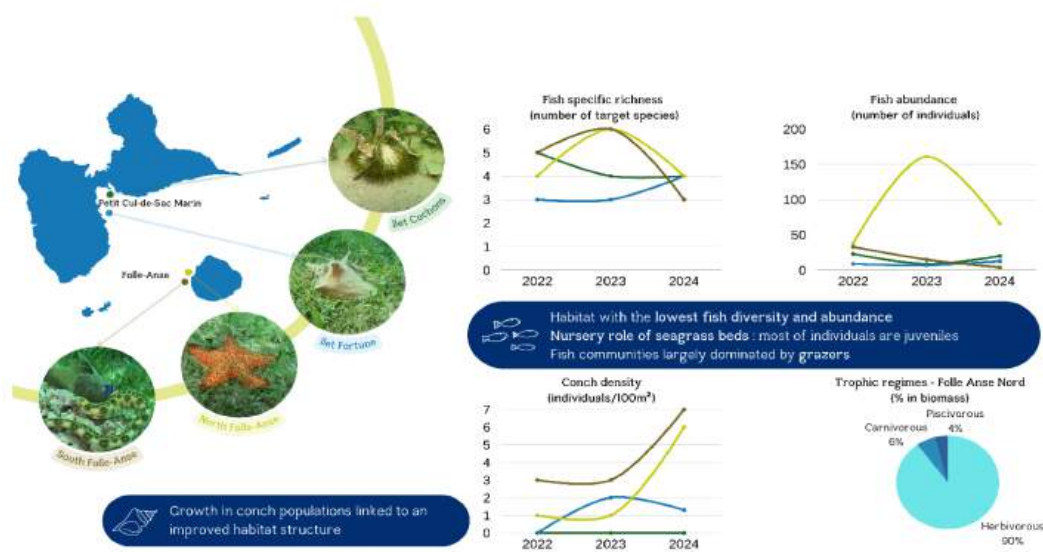 Petit Cul-de-Sac Marin
Folle-Anse
Ilet Cochons
Ilet Fortune
North Folle-Anse
South Folle-Anse
Growth in conch populations linked to an
improved habitat structure
Fish specific richness
(number of target species)
6
5
4
3
2
1
0
2022 2023 2024
Fish abundance
(number of individuals)
200
150
100
50
0
2022 2023 2024
Habitat with the lowest fish diversity and abundance
Nursery role of seagrass beds : most of individuals are juveniles
Fish communities largely dominated by grazers
Conch density
(individuals/100m²)
7
6
5
4
3
2
1
0
2022 2023 2024
Trophic regimes - Folle Anse Nord
(% in biomass)
Piscivorous
4%
Carnivorous
6%
Herbivorous
90%